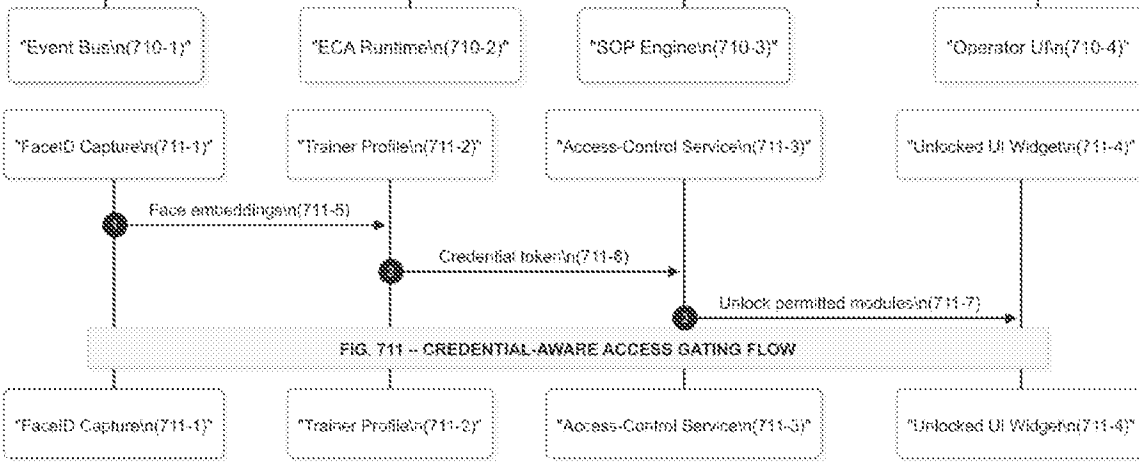 "Event Bus\n(710-1)" "ECA Runtime\n(710-2)" "SOP Engine\n(710-3)" "Operator UI\n(710-4)"
"FaceID Capture\n(711-1)" "Trainer Profile\n(711-2)" "Access-Control Service\n(711-3)" "Unlocked UI Widget\n(711-4)"
Face embeddings\n(711-5)
Credential token\n(711-6)
Unlock permitted modules\n(711-7)
FIG. 711 – CREDENTIAL-AWARE ACCESS GATING FLOW
"FaceID Capture\n(711-1)" "Trainer Profile\n(711-2)" "Access-Control Service\n(711-3)" "Unlocked UI Widget\n(711-4)"